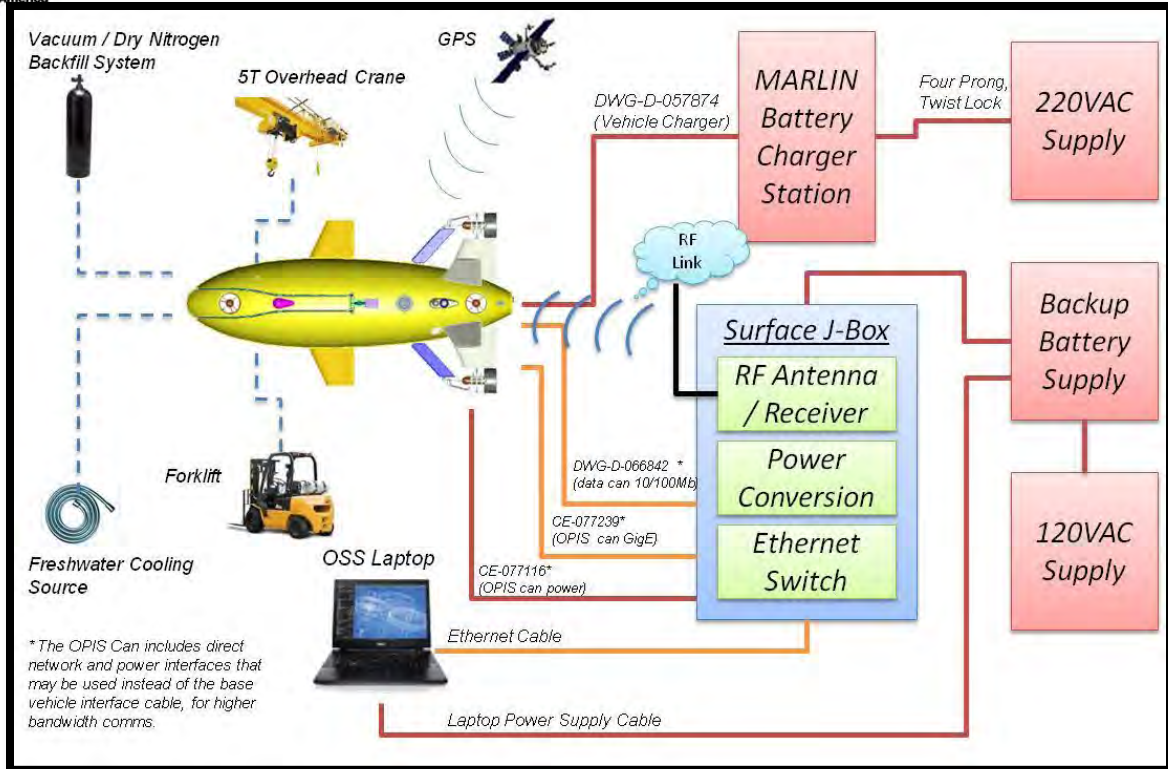 Vacuum / Dry Nitrogen
Backfill System
5T Overhead Crane
GPS
DWG-D-057874
(Vehicle Charger)
MARLIN
Battery
Charger
Station
Four Prong,
Twist Lock
220VAC
Supply
RF
Link
Surface J-Box
RF Antenna
/ Receiver
Power
Conversion
Ethernet
Switch
Backup
Battery
Supply
120VAC
Supply
Forklift
Freshwater Cooling
Source
DWG-D-066842 *
(data can 10/100Mb)
CE-077239*
(OPIS can GigE)
CE-077116*
(OPIS can power)
OSS Laptop
Ethernet Cable
Laptop Power Supply Cable
* The OPIS Can includes direct
network and power interfaces that
may be used instead of the base
vehicle interface cable, for higher
bandwidth comms.